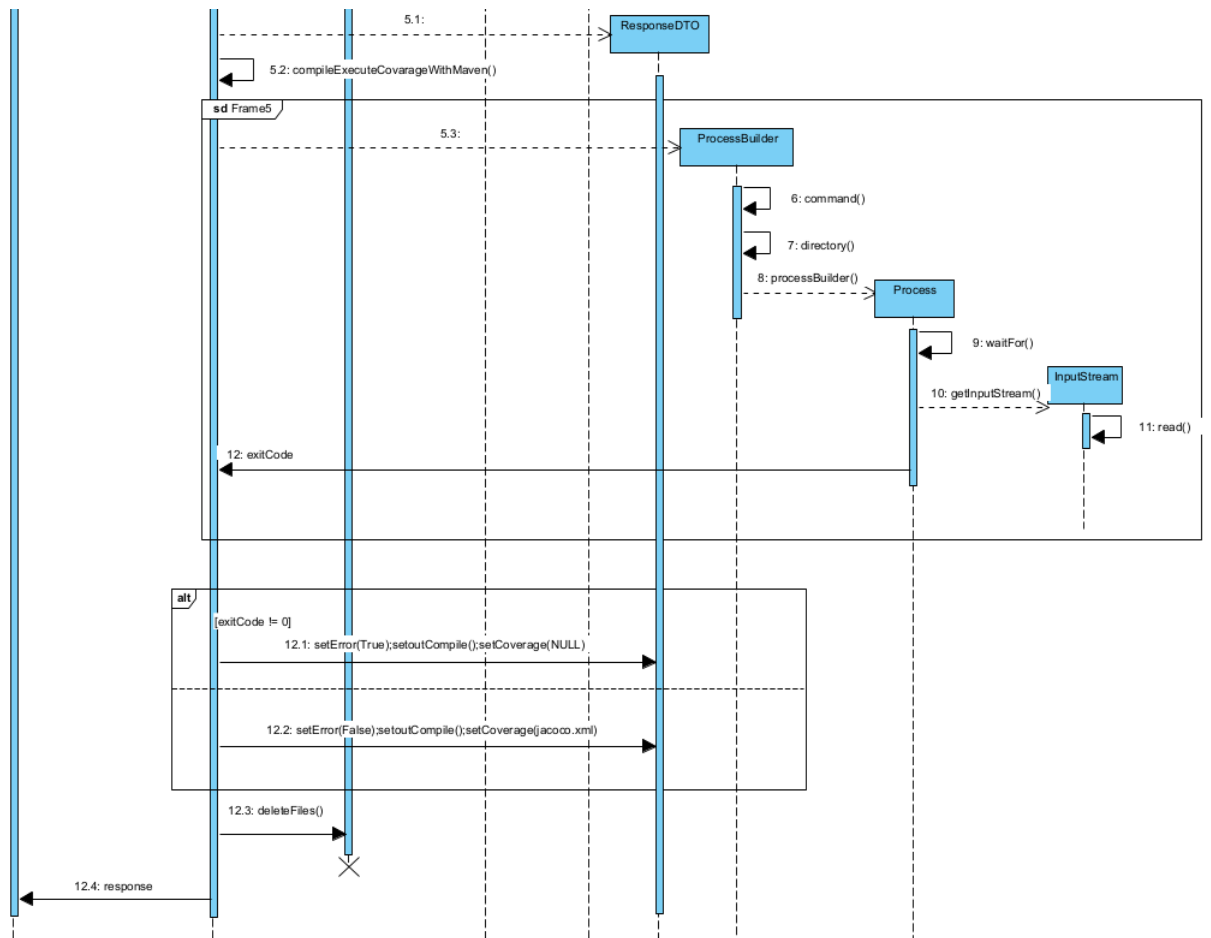 5.1:
ResponseDTO
5.2: compileExecuteCovarageWithMaven()
sd Frame5
5.3:
ProcessBuilder
6: command()
7: directory()
8: processBuilder()
Process
9: waitFor()
InputStream
10: getInputStream()
11: read()
12: exitCode
alt
[exitCode != 0]
12.1: setError(True);setoutCompile();setCoverage(NULL)
12.2: setError(False);setoutCompile();setCoverage(jacoco.xml)
12.3: deleteFiles()
12.4: response